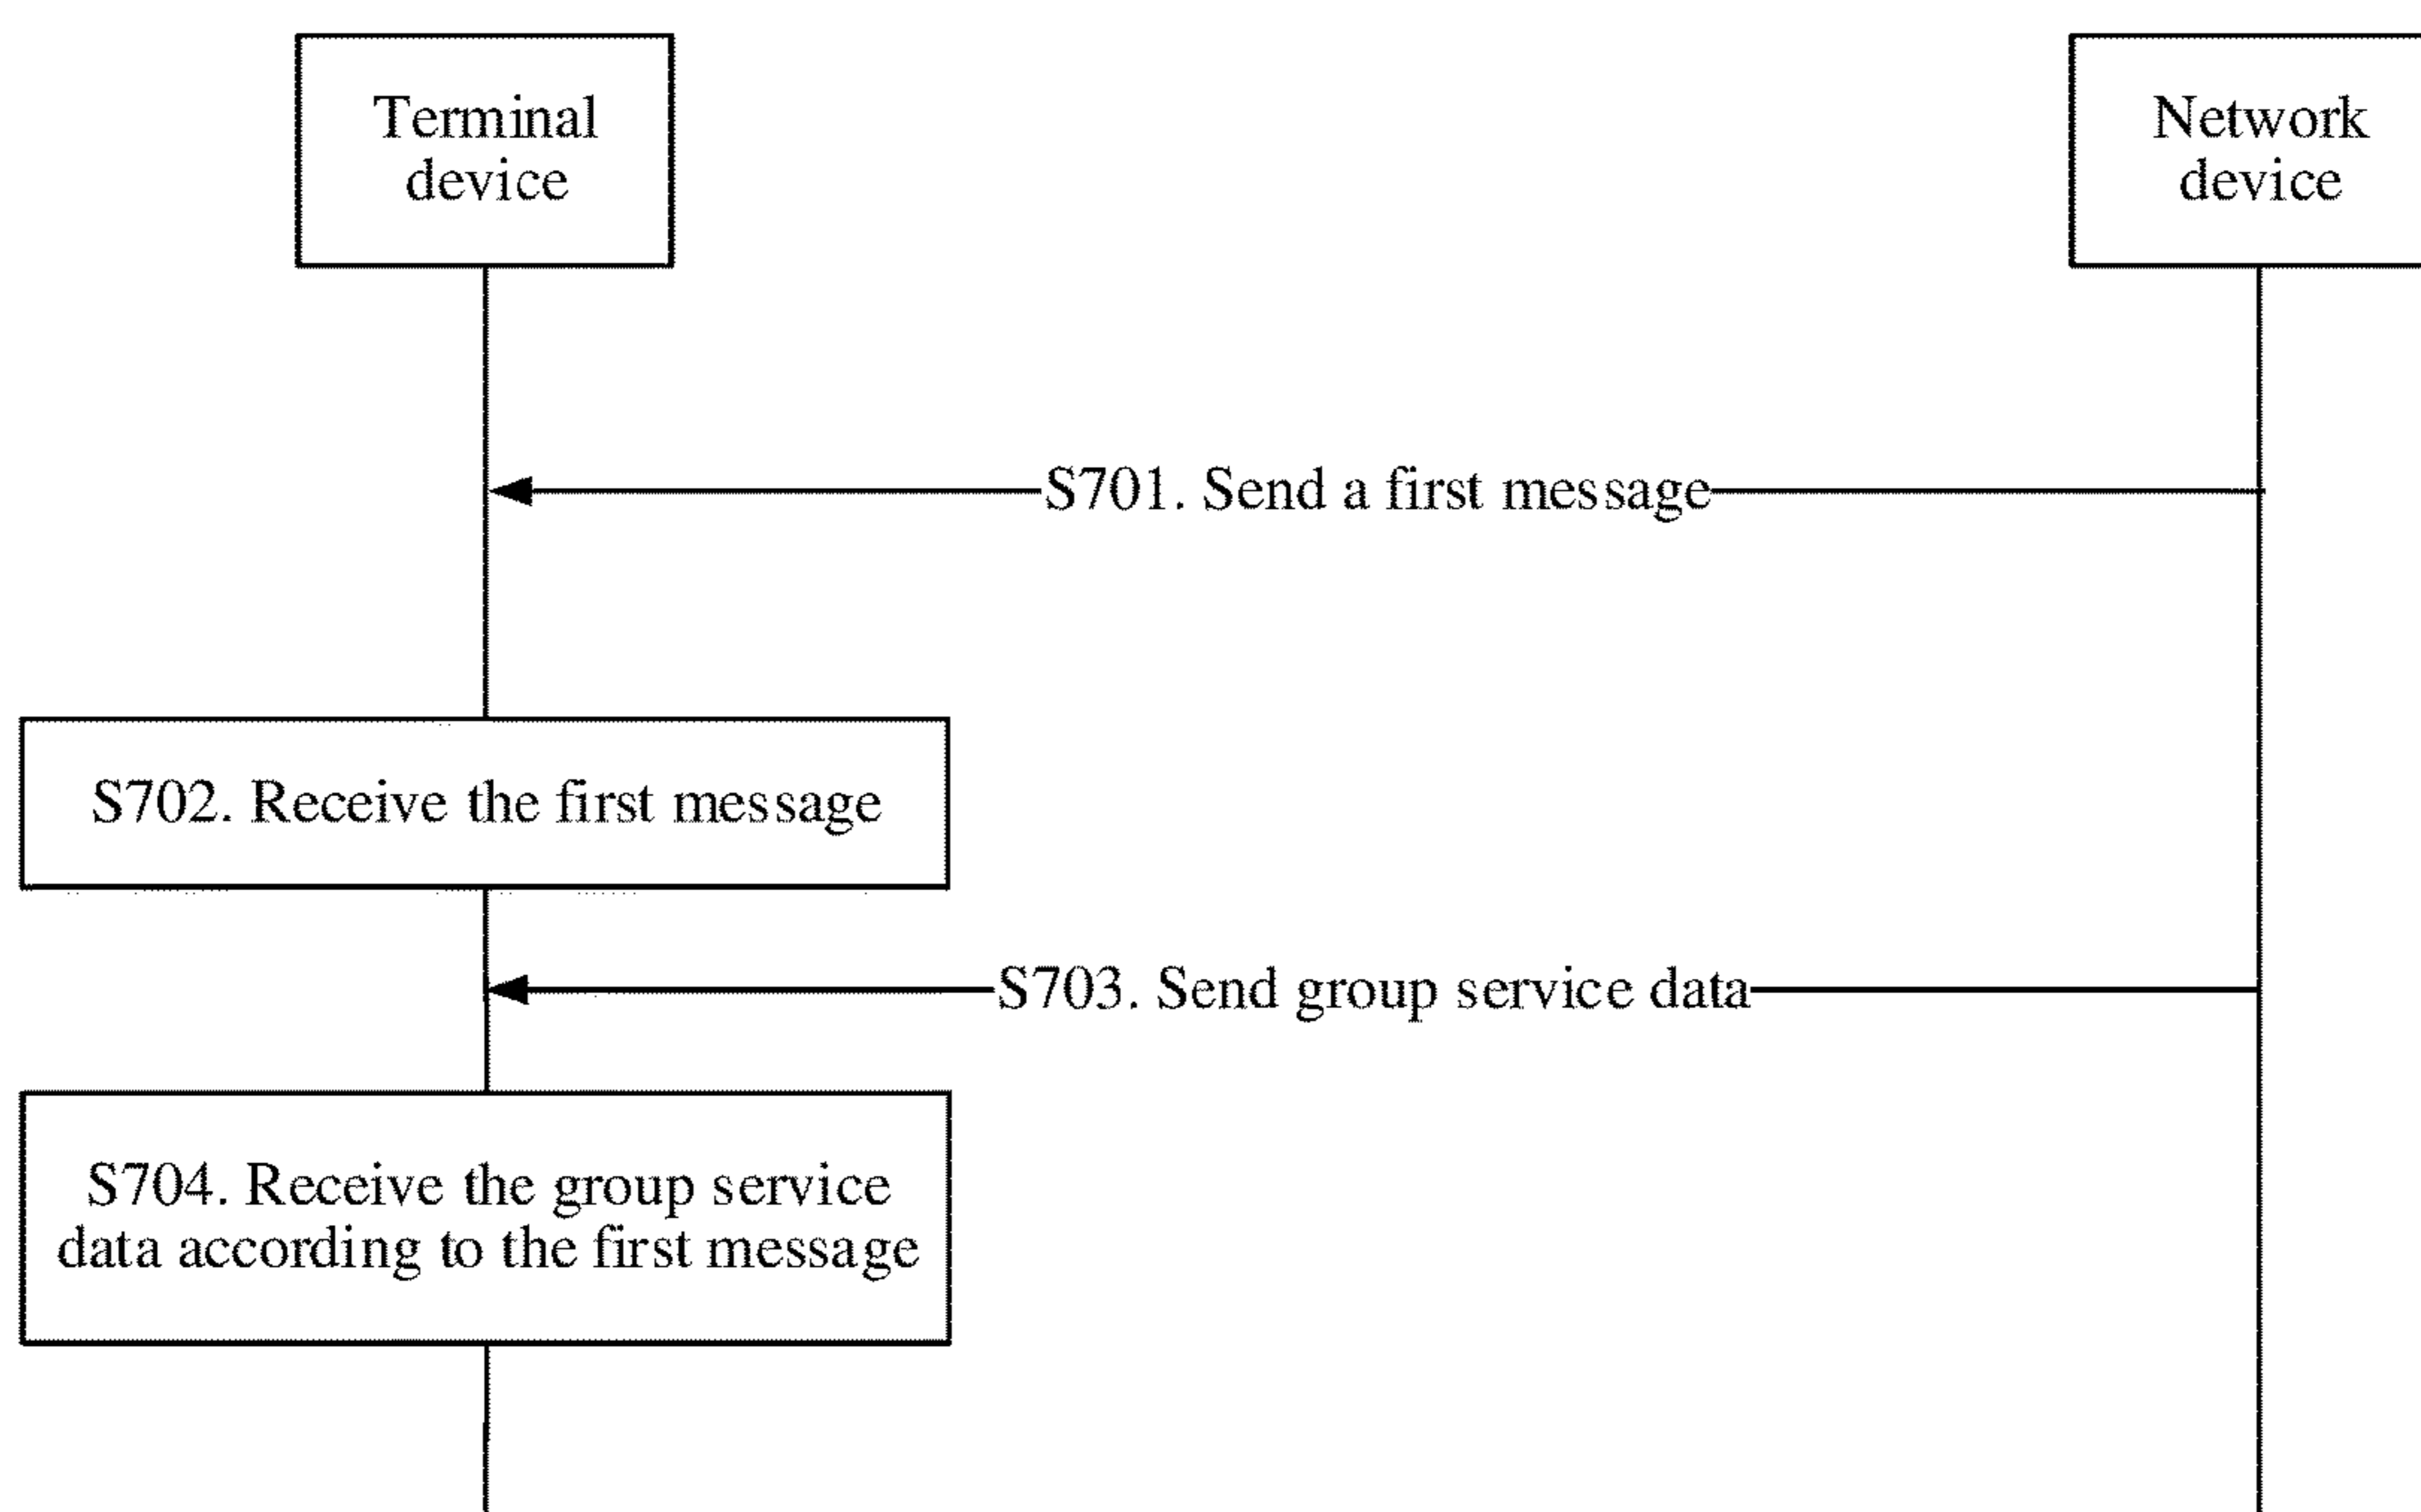 Terminal
device
Network
device
S701. Send a first message
S702. Receive the first message
S703. Send group service data
S704. Receive the group service
data according to the first message